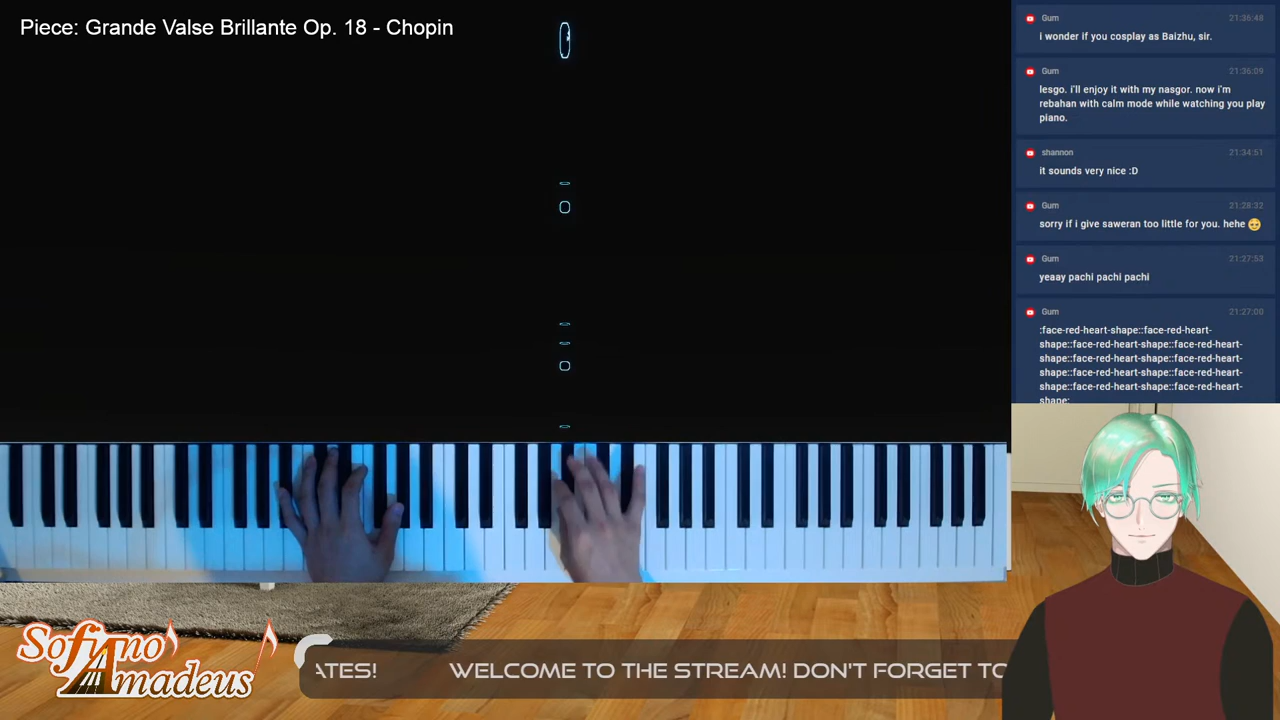 Piece: Grande Valse Brillante Op. 18 - Chopin
Gum 21:36:48
i wonder if you cosplay as Baizhu, sir.
Gum 21:36:09
lesgo. i'll enjoy it with my nasgor. now i'm
rebahan with calm mode while watching you play
piano.
shannon 21:34:51
it sounds very nice :D
Gum 21:28:32
sorry if i give saweran too little for you. hehe 🥺
Gum 21:27:53
yeaay pachi pachi pachi
Gum 21:27:00
:face-red-heart-shape::face-red-heart-
shape::face-red-heart-shape::face-red-heart-
shape::face-red-heart-shape::face-red-heart-
shape::face-red-heart-shape::face-red-heart-
shape::face-red-heart-shape::face-red-heart-
shape:
Sofiano
Amadeus
ATES! WELCOME TO THE STREAM! DON'T FORGET TO